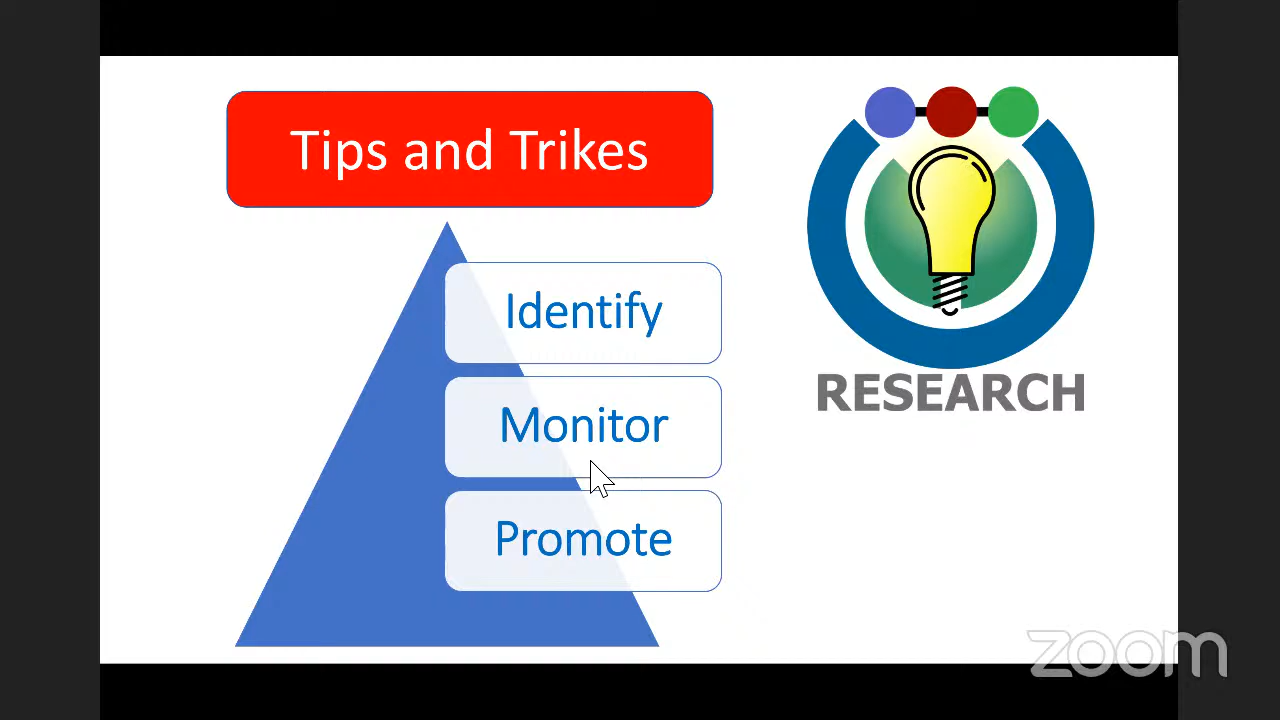 Tips and Trikes
Identify
Monitor
Promote
RESEARCH
zoom